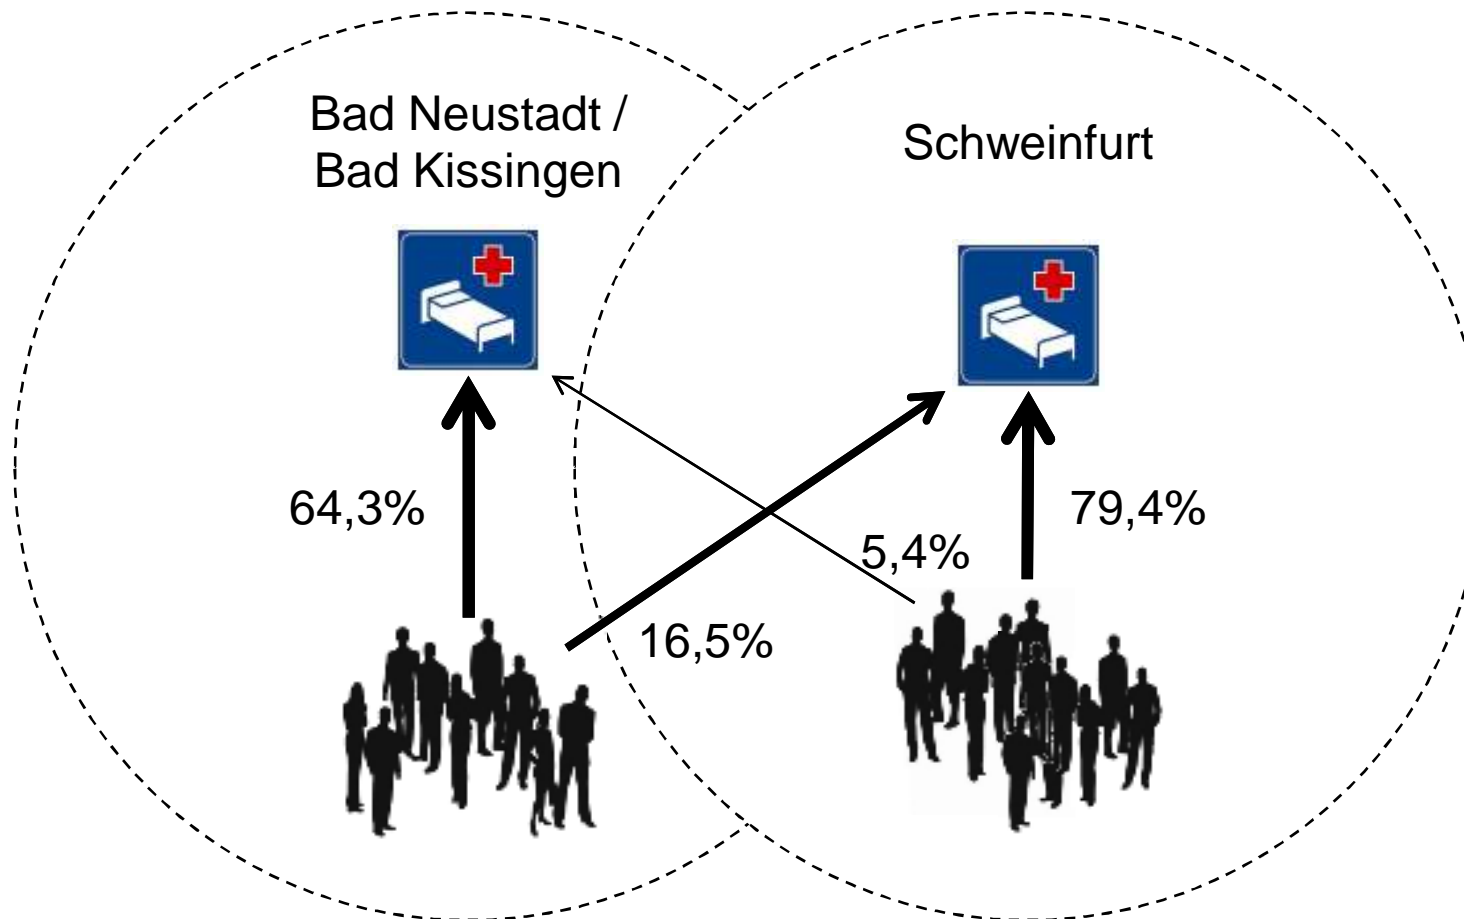 Bad Neustadt /
Bad Kissingen
Schweinfurt
64,3%
79,4%
5,4%
16,5%